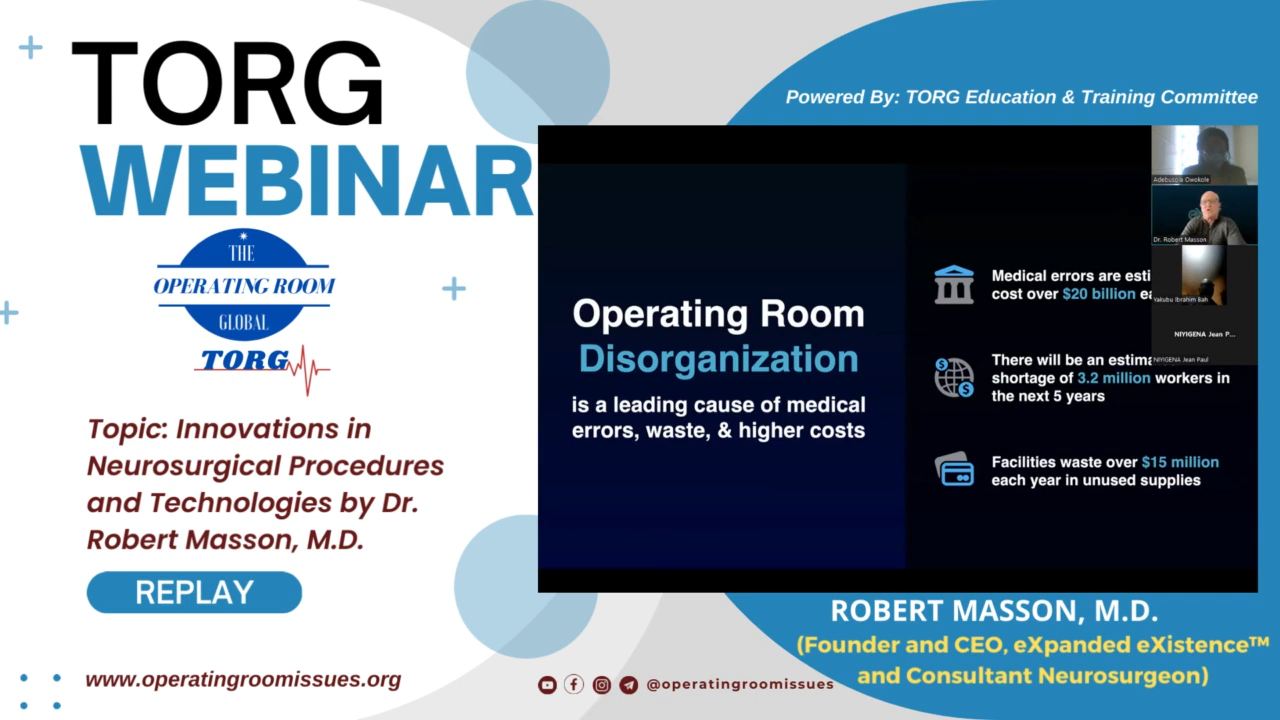 TORG
WEBINAR
THE
OPERATING ROOM
GLOBAL
TORG
Topic: Innovations in
Neurosurgical Procedures
and Technologies by Dr.
Robert Masson, M.D.
REPLAY
www.operatingroomissues.org
@operatingroomissues
Powered By: TORG Education & Training Committee
Operating Room
Disorganization
is a leading cause of medical
errors, waste, & higher costs
Medical errors are esti
cost over $20 billion ea
There will be an estima
shortage of 3.2 million workers in
the next 5 years
Facilities waste over $15 million
each year in unused supplies
Adebusola Owokole
Dr. Robert Masson
Yakubu Ibrahim Bah
NIYIGENA Jean P...
NIYIGENA Jean Paul
ROBERT MASSON, M.D.
(Founder and CEO, eXpanded eXistence™
and Consultant Neurosurgeon)